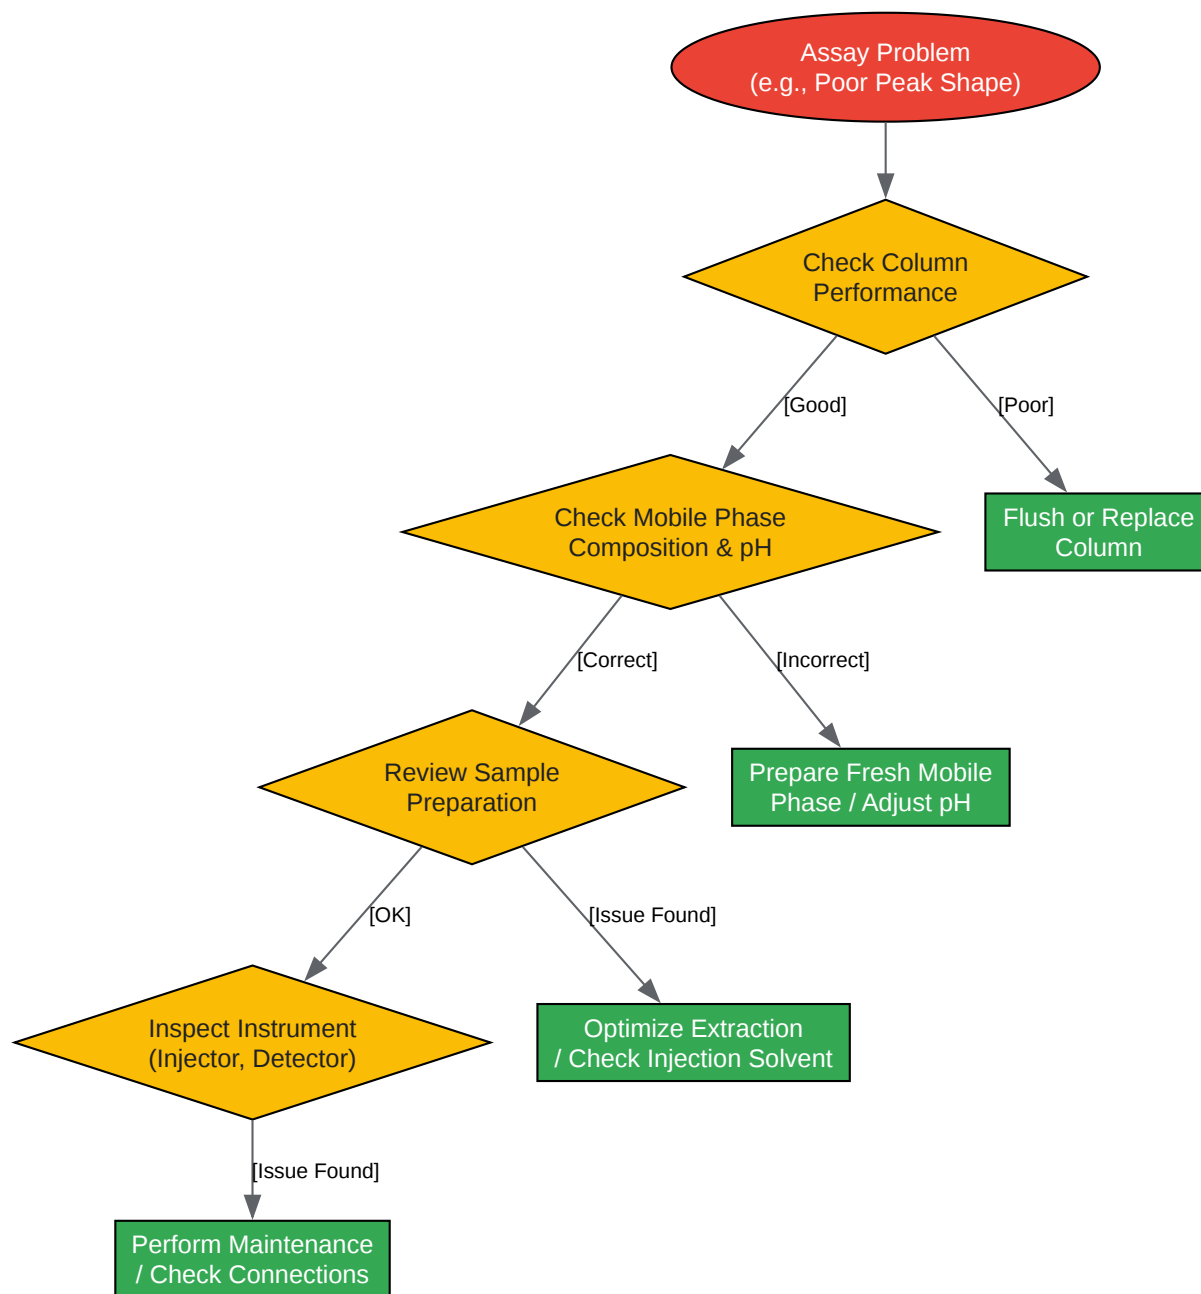 Assay Problem
(e.g., Poor Peak Shape)
Check Column
Performance
[Good]
[Poor]
Check Mobile Phase
Composition & pH
Flush or Replace
Column
[Correct]
[Incorrect]
Review Sample
Preparation
Prepare Fresh Mobile
Phase / Adjust pH
[OK]
[Issue Found]
Inspect Instrument
(Injector, Detector)
Optimize Extraction
/ Check Injection Solvent
[Issue Found]
Perform Maintenance
/ Check Connections